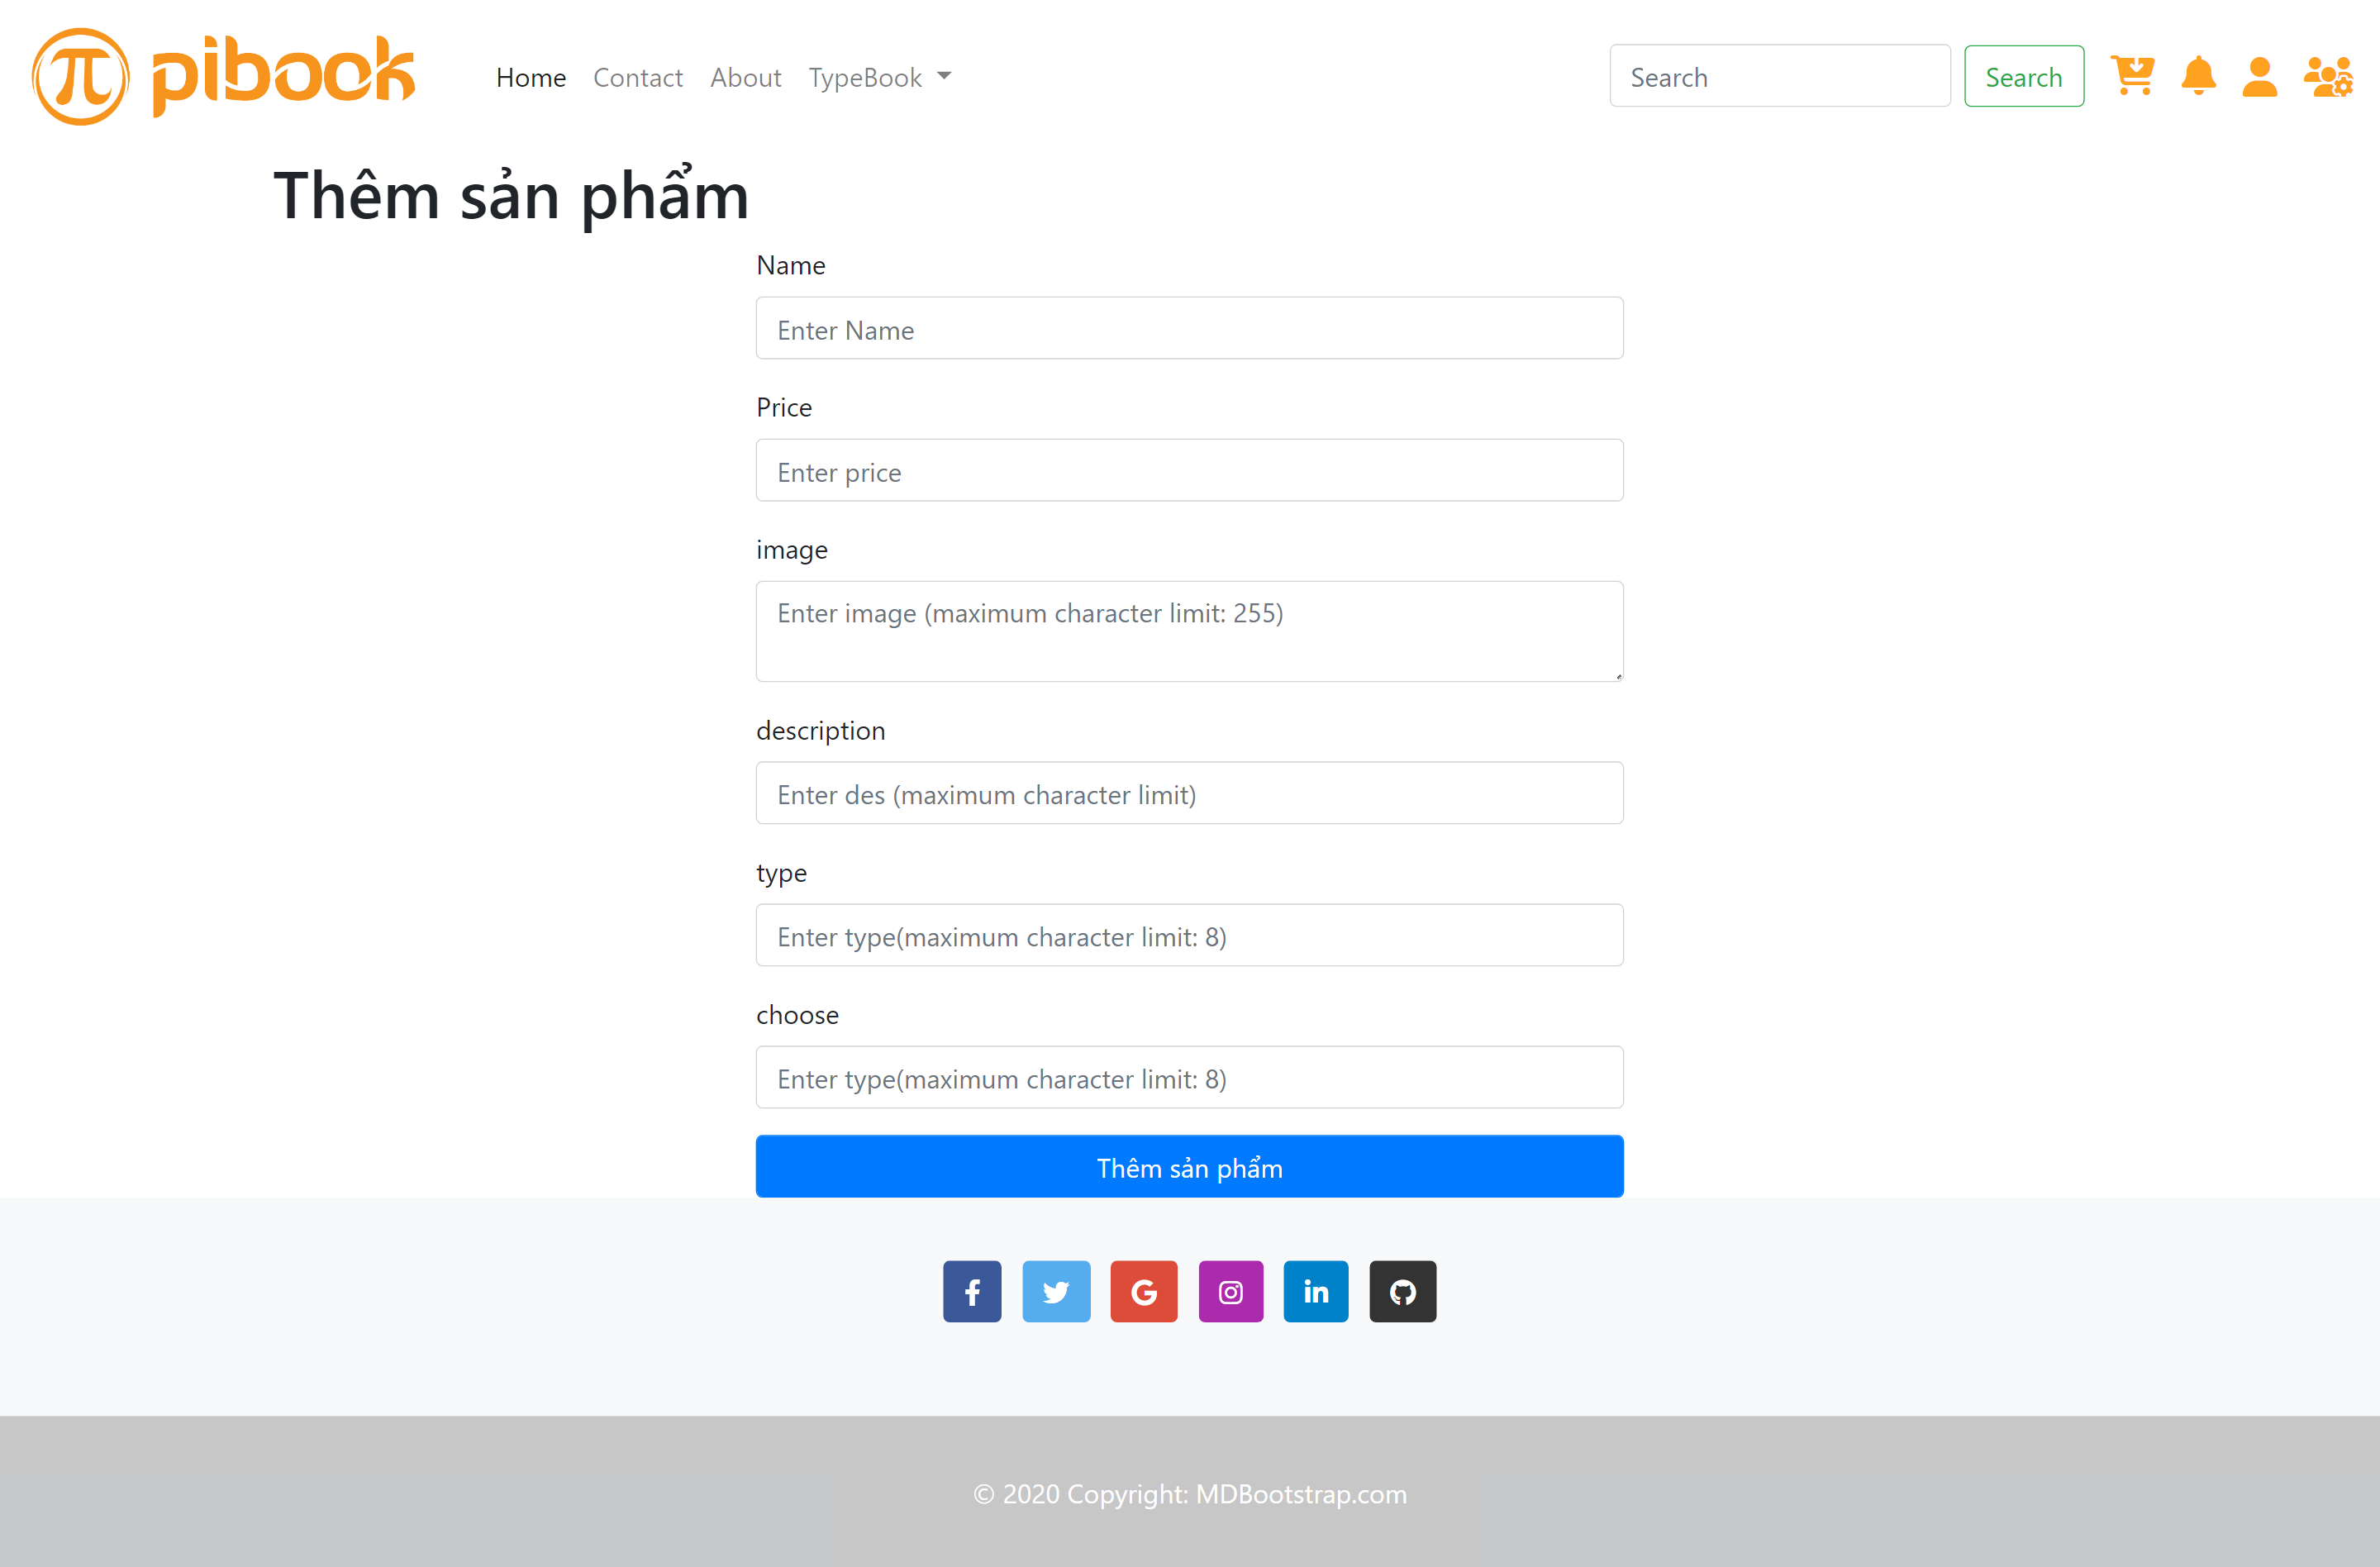 π pibook
Home Contact About TypeBook Search Search
Thêm sản phẩm
Name
Enter Name
Price
Enter price
image
Enter image (maximum character limit: 255)
description
Enter des (maximum character limit)
type
Enter type(maximum character limit: 8)
choose
Enter type(maximum character limit: 8)
Thêm sản phẩm
© 2020 Copyright: MDBootstrap.com